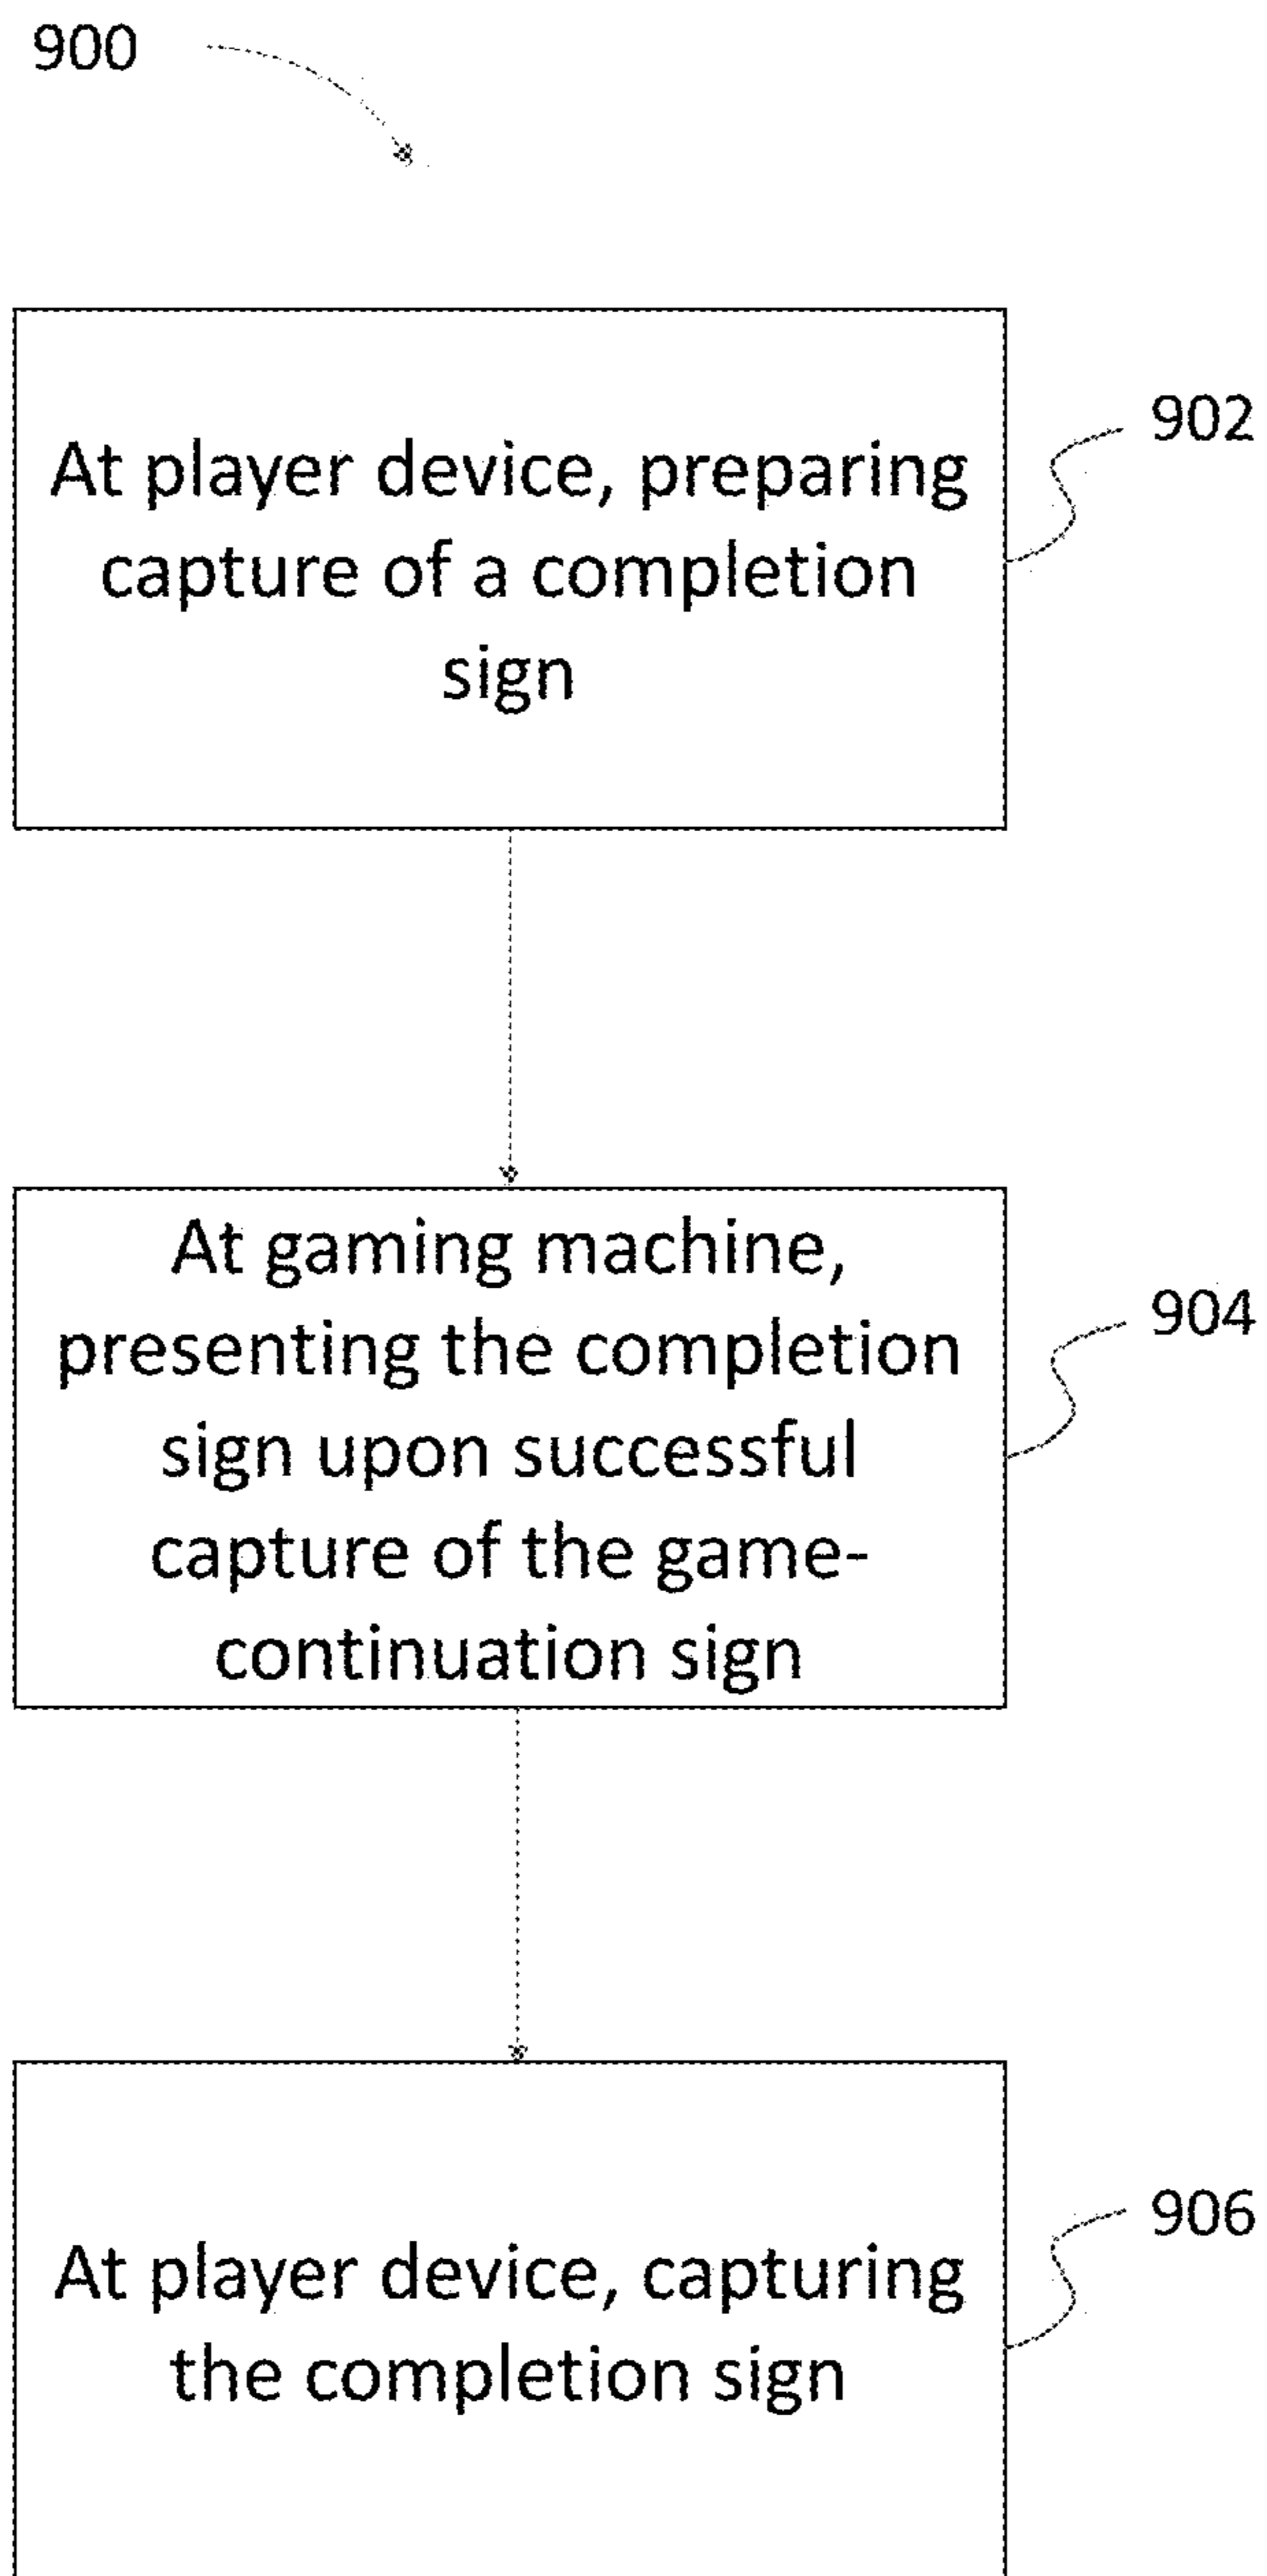 900
At player device, preparing
capture of a completion
sign
902
At gaming machine,
presenting the completion
sign upon successful
capture of the game-
continuation sign
904
At player device, capturing
the completion sign
906